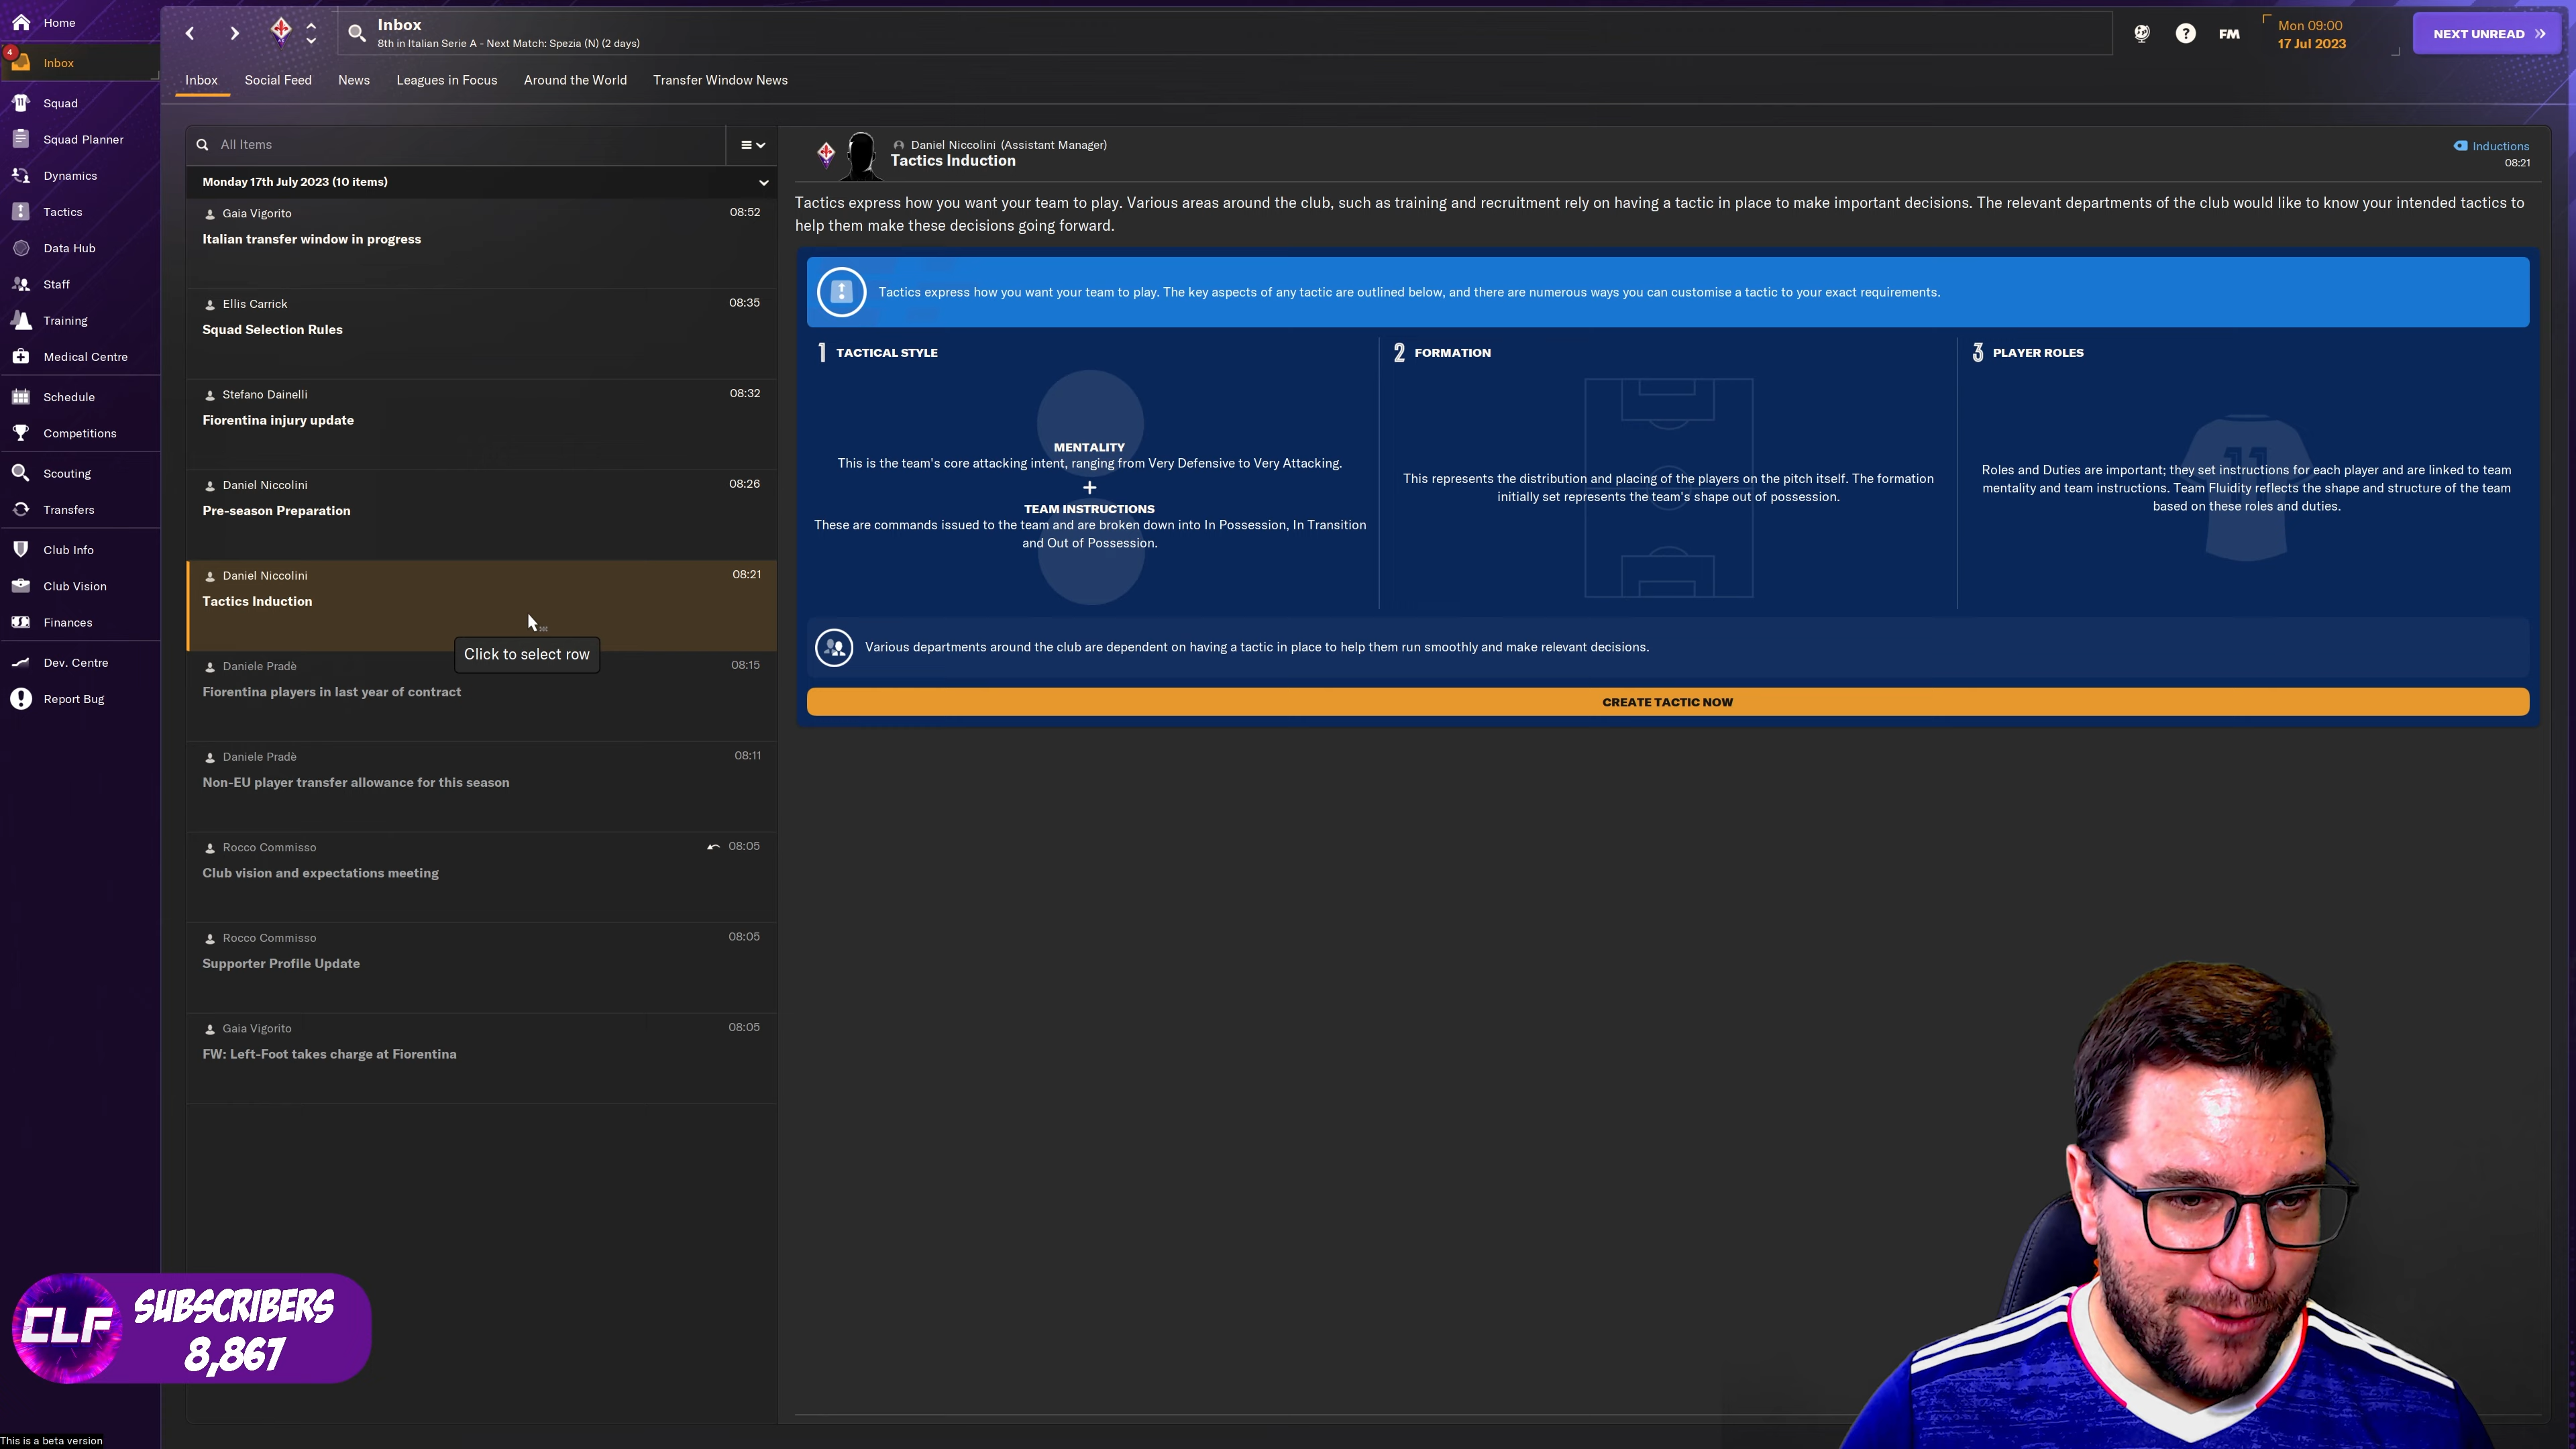 Home
4
Inbox
Squad
Squad Planner
Dynamics
Tactics
Data Hub
Staff
Training
Medical Centre
Schedule
Competitions
Scouting
Transfers
Club Info
Club Vision
Finances
Dev. Centre
Report Bug
Inbox
8th in Italian Serie A - Next Match: Spezia (N) (2 days)
FM
Mon 09:00
17 Jul 2023
NEXT UNREAD
Inbox
Social Feed
News
Leagues in Focus
Around the World
Transfer Window News
All Items
Monday 17th July 2023 (10 items)
Gaia Vigorito
08:52
Italian transfer window in progress
Ellis Carrick
08:35
Squad Selection Rules
Stefano Dainelli
08:32
Fiorentina injury update
Daniel Niccolini
08:26
Pre-season Preparation
Daniel Niccolini
08:21
Tactics Induction
Click to select row
Daniele Pradè
08:15
Fiorentina players in last year of contract
Daniele Pradè
08:11
Non-EU player transfer allowance for this season
Rocco Commisso
08:05
Club vision and expectations meeting
Rocco Commisso
08:05
Supporter Profile Update
Gaia Vigorito
08:05
FW: Left-Foot takes charge at Fiorentina
Daniel Niccolini (Assistant Manager)
Tactics Induction
Inductions
08:21
Tactics express how you want your team to play. Various areas around the club, such as training and recruitment rely on having a tactic in place to make important decisions. The relevant departments of the club would like to know your intended tactics to
help them make these decisions going forward.
Tactics express how you want your team to play. The key aspects of any tactic are outlined below, and there are numerous ways you can customise a tactic to your exact requirements.
1 TACTICAL STYLE
MENTALITY
This is the team's core attacking intent, ranging from Very Defensive to Very Attacking.
+
TEAM INSTRUCTIONS
These are commands issued to the team and are broken down into In Possession, In Transition
and Out of Possession.
2 FORMATION
This represents the distribution and placing of the players on the pitch itself. The formation
initially set represents the team's shape out of possession.
3 PLAYER ROLES
11
Roles and Duties are important; they set instructions for each player and are linked to team
mentality and team instructions. Team Fluidity reflects the shape and structure of the team
based on these roles and duties.
Various departments around the club are dependent on having a tactic in place to help them run smoothly and make relevant decisions.
CREATE TACTIC NOW
CLF
SUBSCRIBERS
8,867
This is a beta version